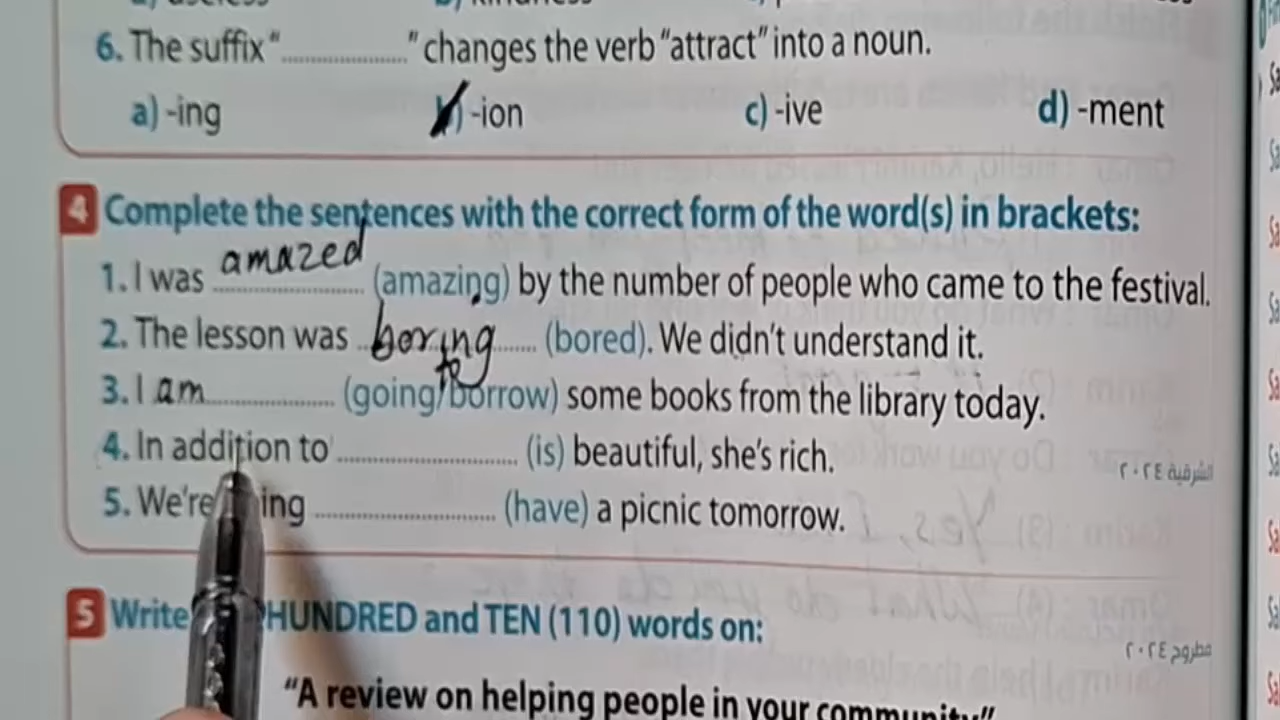 6. The suffix "............" changes the verb "attract" into a noun.
a) -ing b) -ion c) -ive d) -ment
4 Complete the sentences with the correct form of the word(s) in brackets:
1. I was amazed (amazing) by the number of people who came to the festival.
2. The lesson was boring (bored). We didn't understand it.
to
3. I am ............ (going/borrow) some books from the library today.
4. In addition to ............ (is) beautiful, she's rich.
الشرقية ٢٠٢٤
5. We're ing ............ (have) a picnic tomorrow.
5 Write HUNDRED and TEN (110) words on:
مطروح ٢٠٢٤
"A review on helping people in your community"